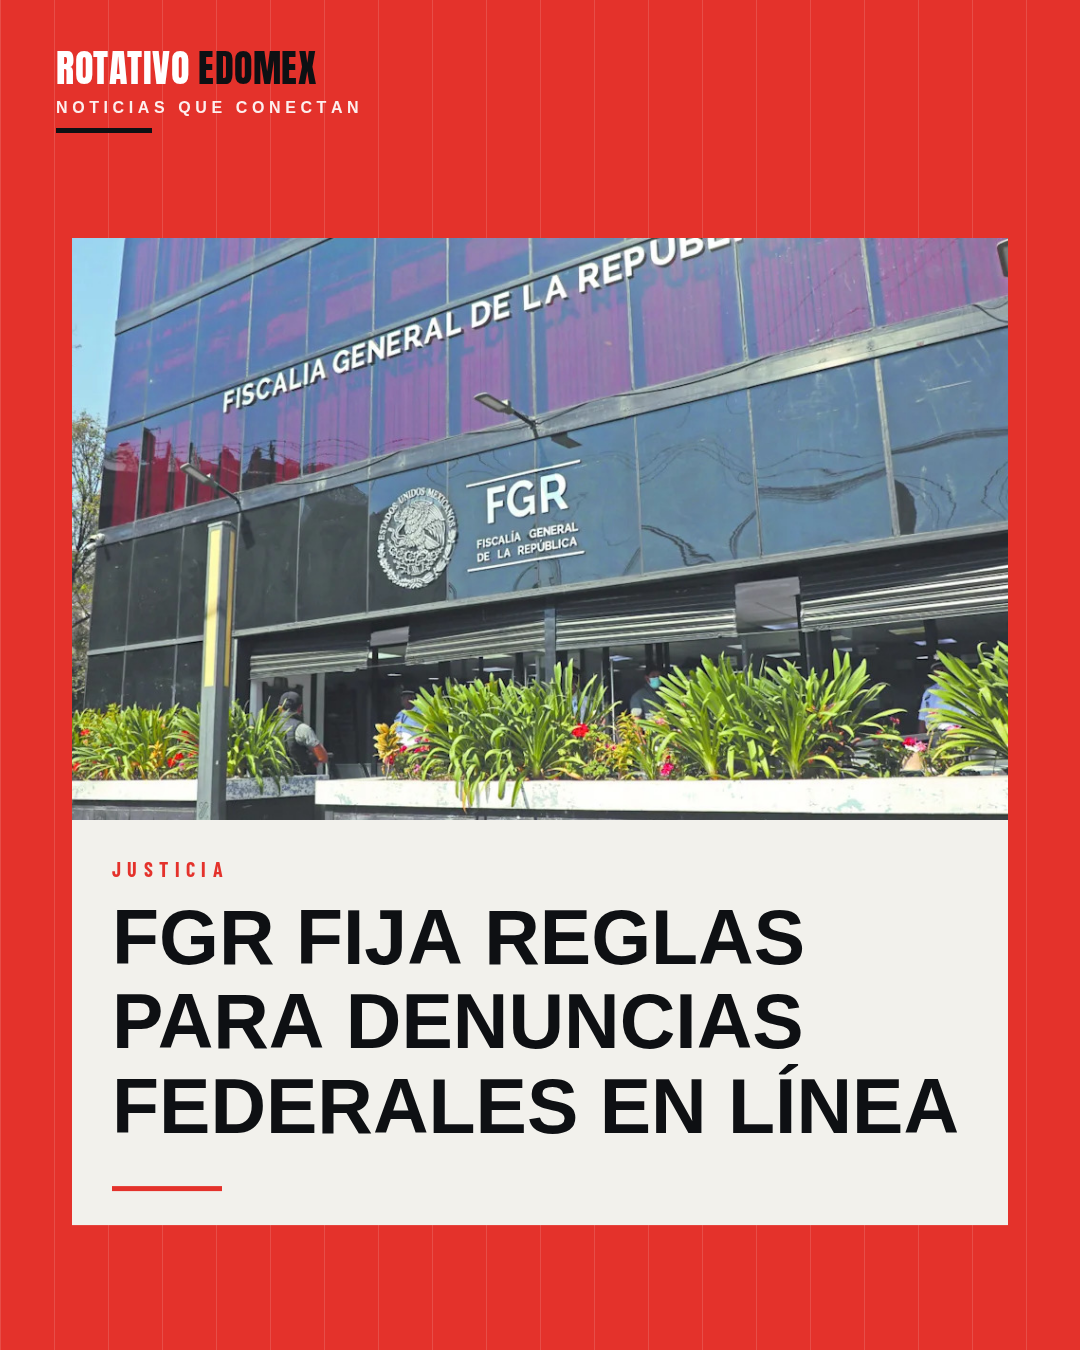 ROTATIVO EDOMEX
NOTICIAS QUE CONECTAN
FISCALIA GENERAL DE LA
ESTADOS UNIDOS MEXICANOS
FGR
FISCALÍA GENERAL
DE LA REPÚBLICA
JUSTICIA
FGR FIJA REGLAS
PARA DENUNCIAS
FEDERALES EN LÍNEA